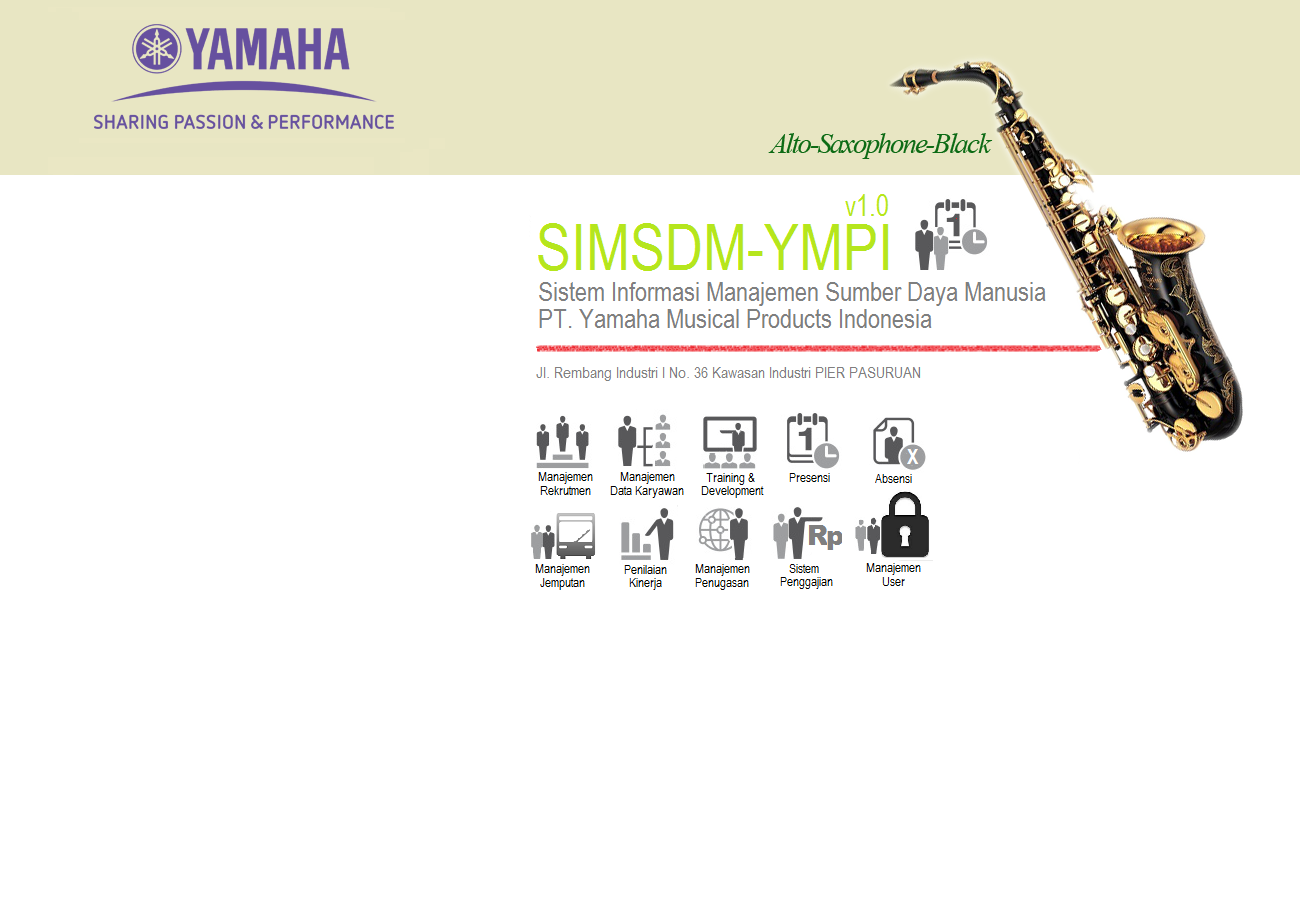 YAMAHA
SHARING PASSION & PERFORMANCE
Alto-Saxophone-Black
v1.0
SIMSDM-YMPI
1
Sistem Informasi Manajemen Sumber Daya Manusia
PT. Yamaha Musical Products Indonesia
Jl. Rembang Industri I No. 36 Kawasan Industri PIER PASURUAN
1
X
Manajemen
Rekrutmen
Manajemen
Data Karyawan
Training &
Development
Presensi
Absensi
Rp
Manajemen
Jemputan
Penilaian
Kinerja
Manajemen
Penugasan
Sistem
Penggajian
Manajemen
User